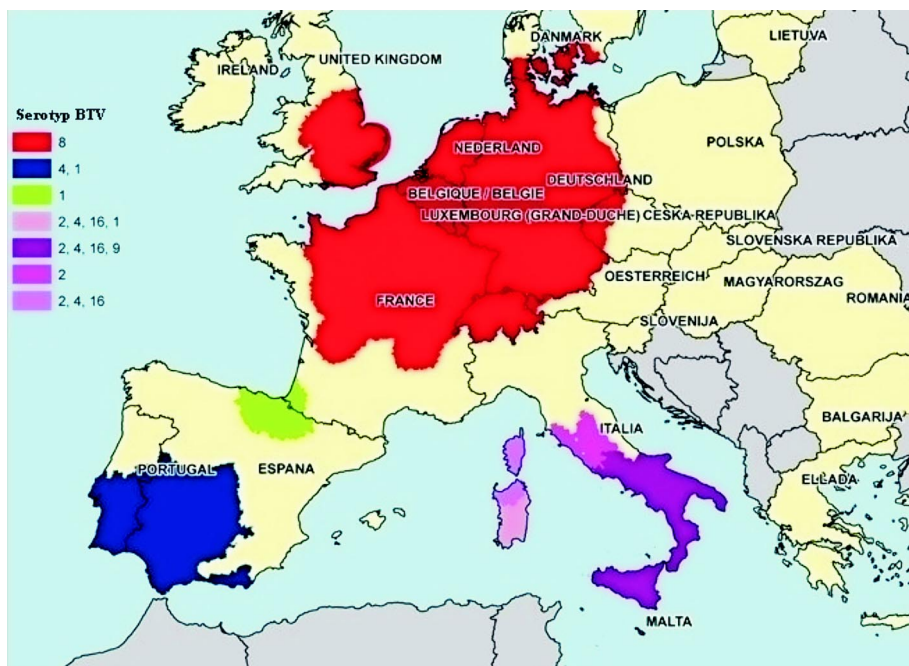 DANMARK
LIETUVA
UNITED KINGDOM
IRELAND
Serotyp BTV
8
4, 1
1
2, 4, 16, 1
2, 4, 16, 9
2
2, 4, 16
NEDERLAND
POLSKA
DEUTSCHLAND
BELGIQUE / BELGIE
LUXEMBOURG (GRAND-DUCHE)
CESKA REPUBLIKA
SLOVENSKA REPUBLIKA
OESTERREICH
MAGYARORSZAG
FRANCE
ROMANIA
SLOVENIJA
BALGARIJA
ITALIA
PORTUGAL
ESPANA
ELLADA
MALTA